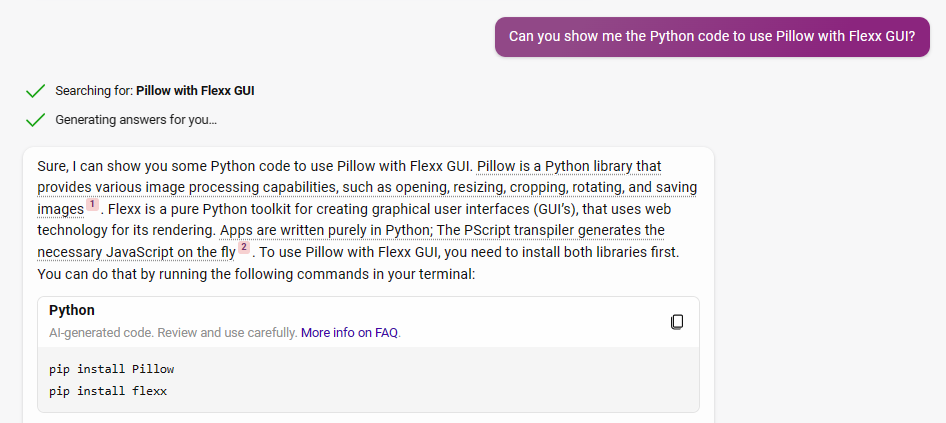 Can you show me the Python code to use Pillow with Flexx GUI?
Searching for: Pillow with Flexx GUI
Generating answers for you...
Sure, I can show you some Python code to use Pillow with Flexx GUI. Pillow is a Python library that
provides various image processing capabilities, such as opening, resizing, cropping, rotating, and saving
images 1 . Flexx is a pure Python toolkit for creating graphical user interfaces (GUI’s), that uses web
technology for its rendering. Apps are written purely in Python; The PScript transpiler generates the
necessary JavaScript on the fly 2 . To use Pillow with Flexx GUI, you need to install both libraries first.
You can do that by running the following commands in your terminal:
Python
AI-generated code. Review and use carefully. More info on FAQ.
pip install Pillow
pip install flexx